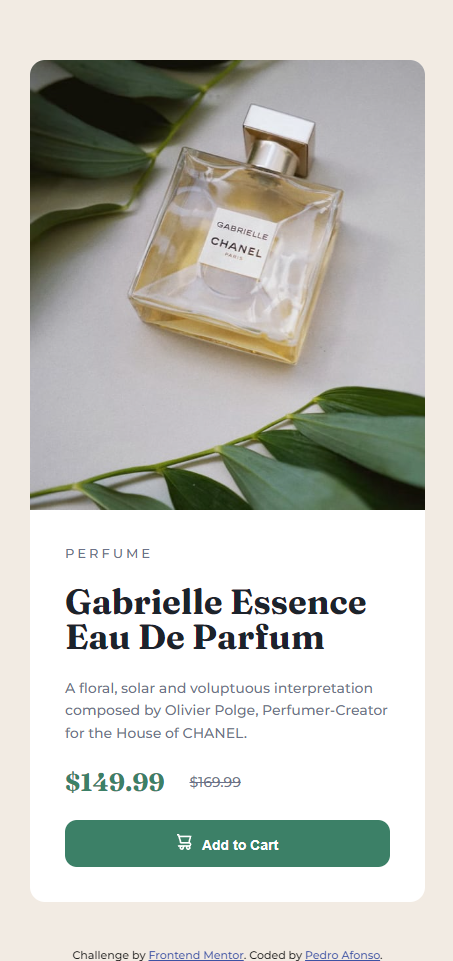 GABRIELLE
CHANEL
PARIS
PERFUME
Gabrielle Essence
Eau De Parfum
A floral, solar and voluptuous interpretation
composed by Olivier Polge, Perfumer-Creator
for the House of CHANEL.
$149.99 $169.99
Add to Cart
Challenge by Frontend Mentor. Coded by Pedro Afonso.